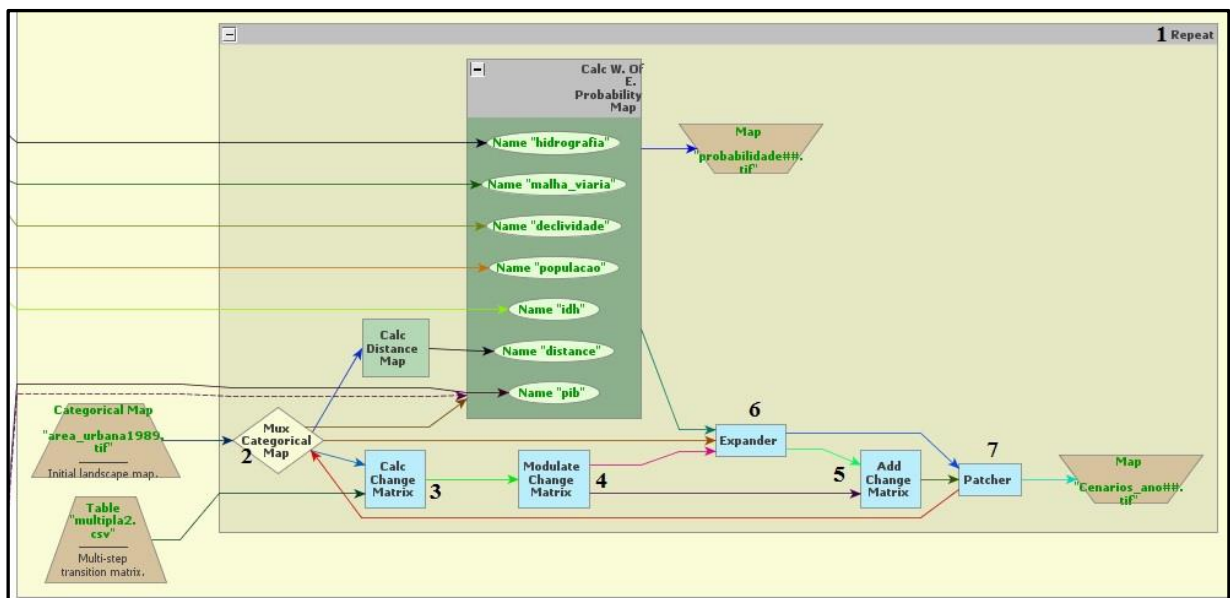 1 Repeat
Calc W. Of
E.
Probability
Map
Name "hidrografia"
Map
"probabilidade##.
tif"
Name "malha_viaria"
Name "declividade"
Name "populacao"
Name "idh"
Calc
Distance
Map
Name "distance"
Name "pib"
Categorical Map
"area_urbana1989.
tif"
Initial landscape map.
Mux
Categorical
Map
2
6
Expander
Calc
Change
Matrix
3
Modulate
Change
Matrix
4
5
Add
Change
Matrix
7
Patcher
Map
"Cenarios_ano##.
tif"
Table
"multipla2.
csv"
Multi-step
transition matrix.